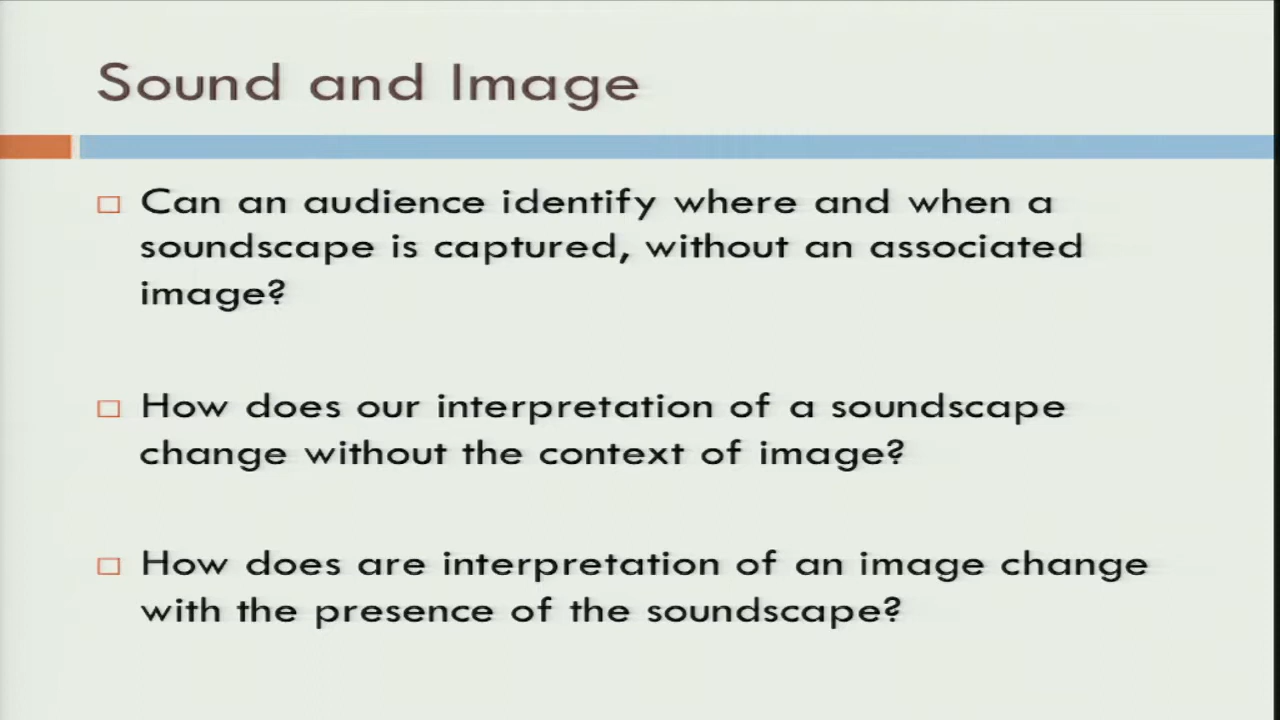 Sound and Image
Can an audience identify where and when a
soundscape is captured, without an associated
image?
How does our interpretation of a soundscape
change without the context of image?
How does are interpretation of an image change
with the presence of the soundscape?